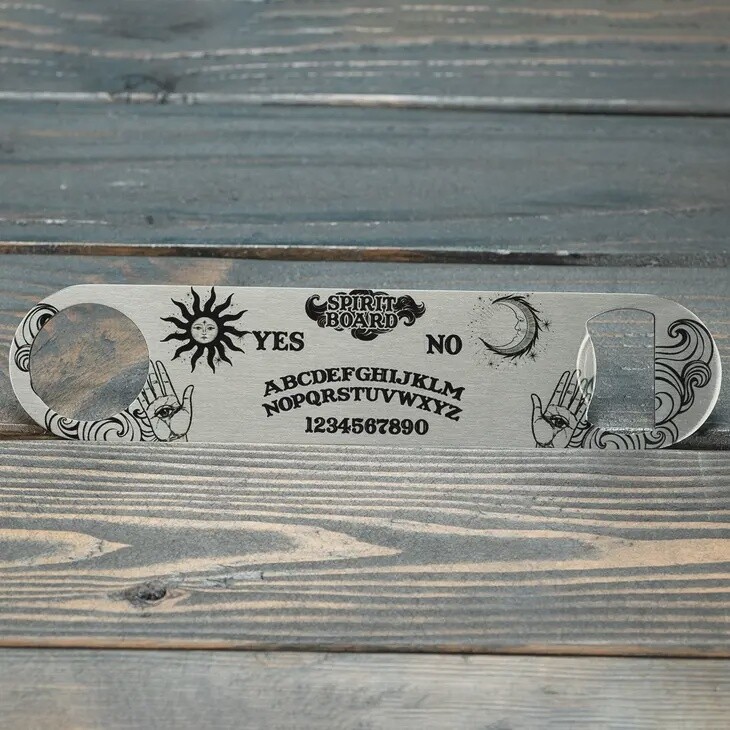 SPIRIT
BOARD
YES
NO
ABCDEFGHIJKLM
NOPQRSTUVWXYZ
1234567890